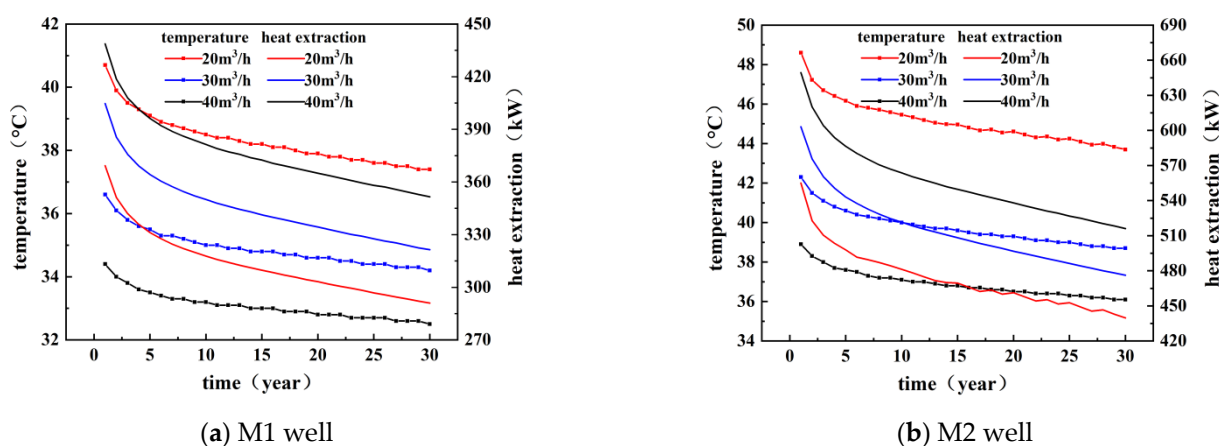 temperature heat extraction
20m³/h 20m³/h
30m³/h 30m³/h
40m³/h 40m³/h
42
40
38
36
34
32
temperature（°C）
450
420
390
360
330
300
270
heat extraction（kW）
0 5 10 15 20 25 30
time（year）
(a) M1 well
temperature heat extraction
20m³/h 20m³/h
30m³/h 30m³/h
40m³/h 40m³/h
50
48
46
44
42
40
38
36
34
temperature（°C）
690
660
630
600
570
540
510
480
450
420
heat extraction（kW）
0 5 10 15 20 25 30
time（year）
(b) M2 well